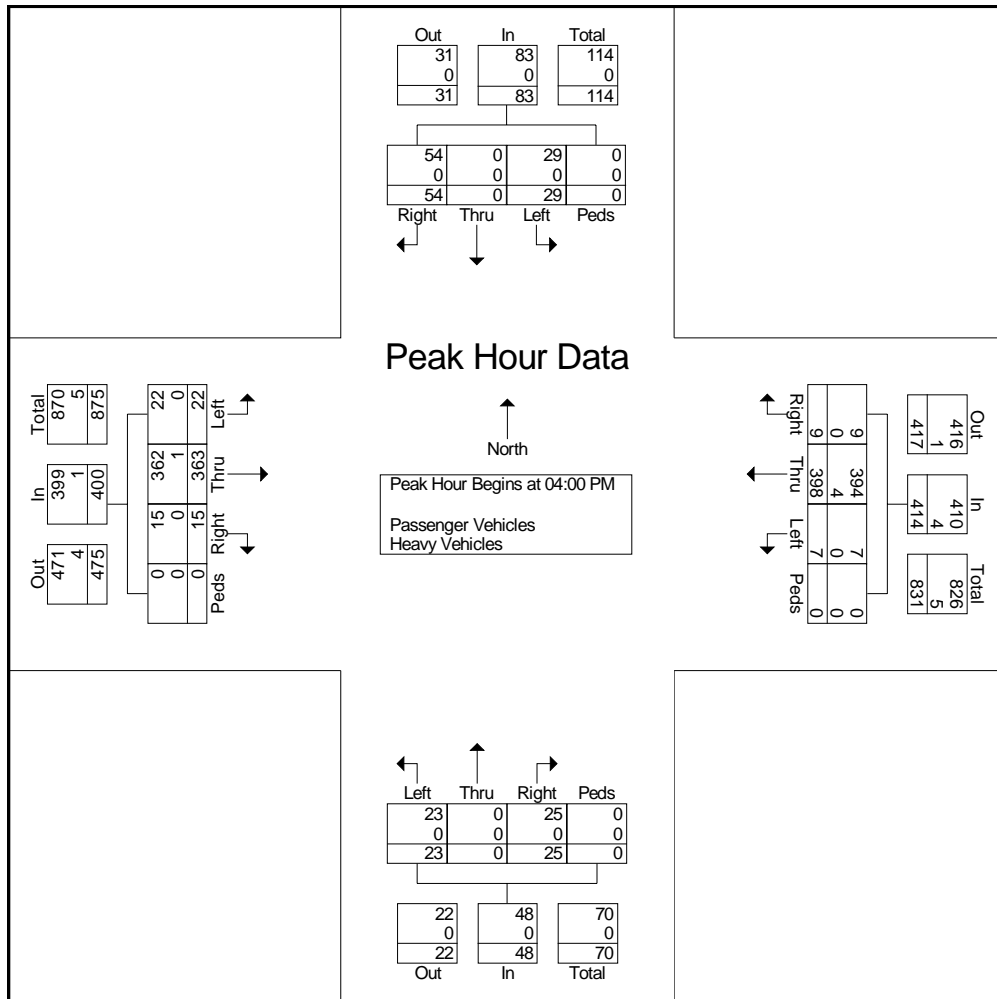 Out In Total
31 83 114
0 0 0
31 83 114
54 0 29 0
0 0 0 0
54 0 29 0
Right Thru Left Peds
Peak Hour Data
North
Peak Hour Begins at 04:00 PM
Passenger Vehicles
Heavy Vehicles
Total
870
5
875
In
399
1
400
Out
471
4
475
22
0
22
Left
362
1
363
Thru
15
0
15
Right
0
0
0
Peds
Right
9
0
9
Thru
394
4
398
Left
7
0
7
Peds
0
0
0
Out
416
1
417
In
410
4
414
Total
826
5
831
Left Thru Right Peds
23 0 25 0
0 0 0 0
23 0 25 0
22 48 70
0 0 0
22 48 70
Out In Total